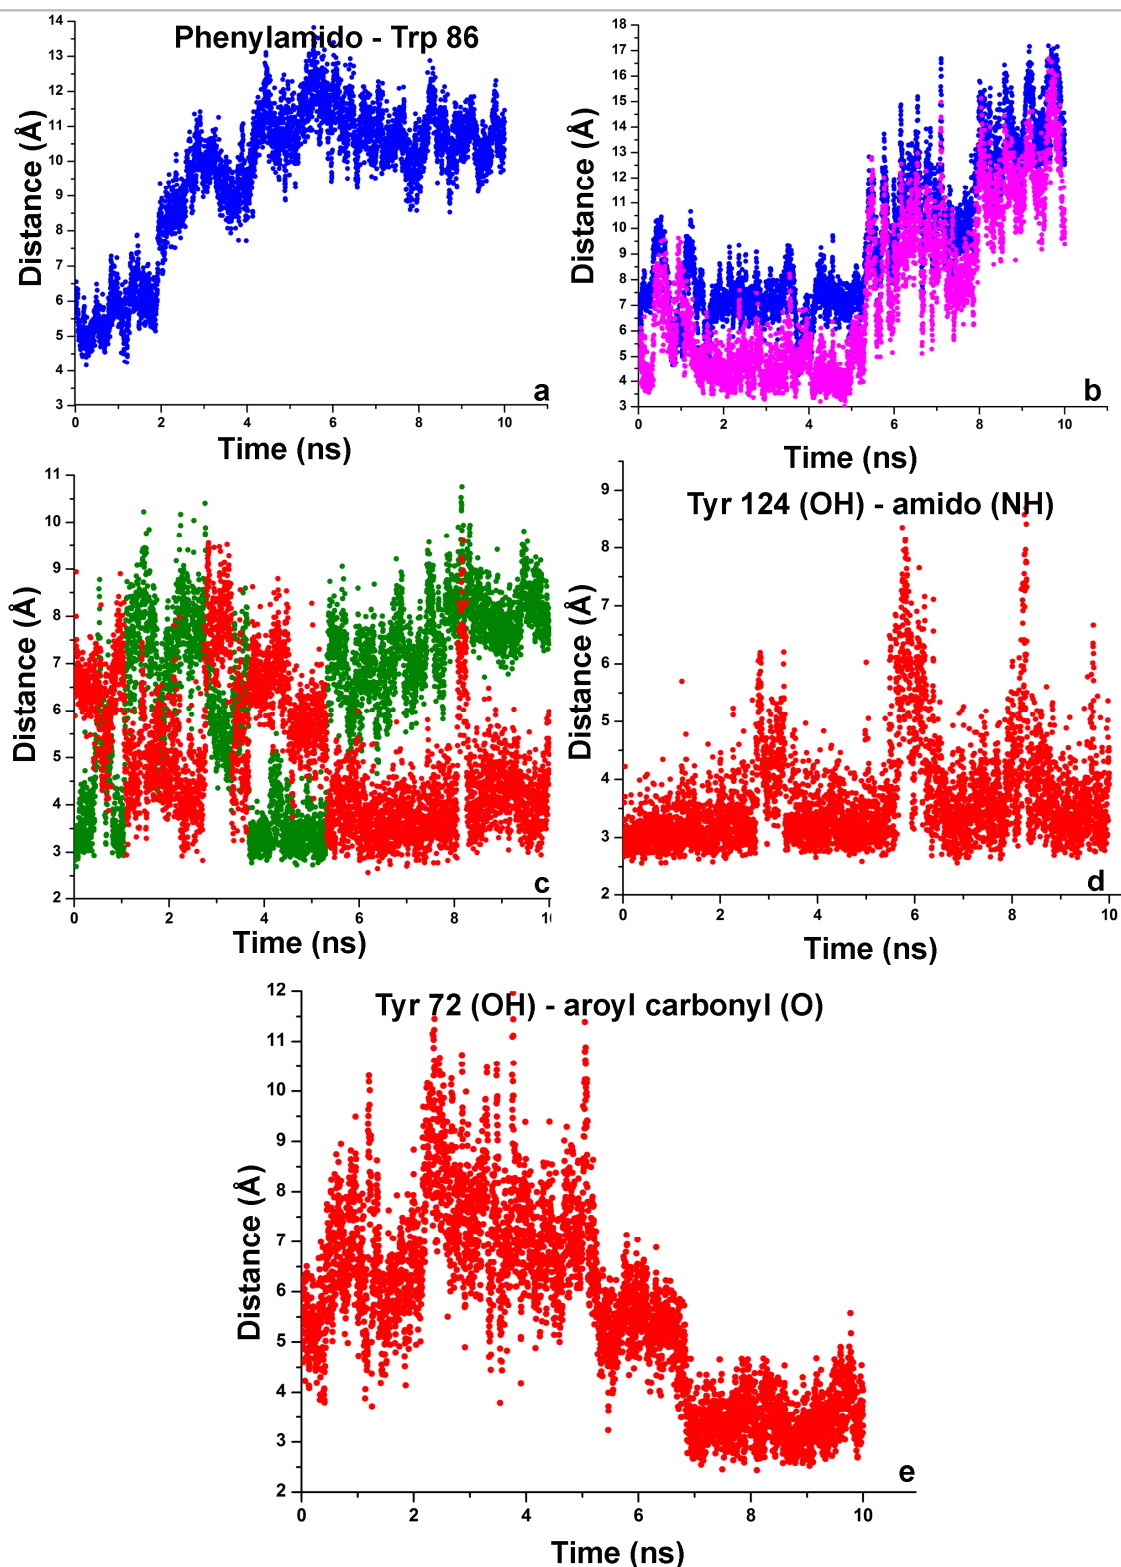 Phenylamido - Trp 86
14
13
12
11
10
9
8
7
6
5
4
3
Distance (Å)
0 2 4 6 8 10
Time (ns)
a
18
17
16
15
14
13
12
11
10
9
8
7
6
5
4
3
Distance (Å)
0 2 4 6 8 10
Time (ns)
b
11
10
9
8
7
6
5
4
3
2
Distance (Å)
0 2 4 6 8 1
Time (ns)
c
Tyr 124 (OH) - amido (NH)
9
8
7
6
5
4
3
2
Distance (Å)
0 2 4 6 8 10
Time (ns)
d
Tyr 72 (OH) - aroyl carbonyl (O)
12
11
10
9
8
7
6
5
4
3
2
Distance (Å)
0 2 4 6 8 10
Time (ns)
e